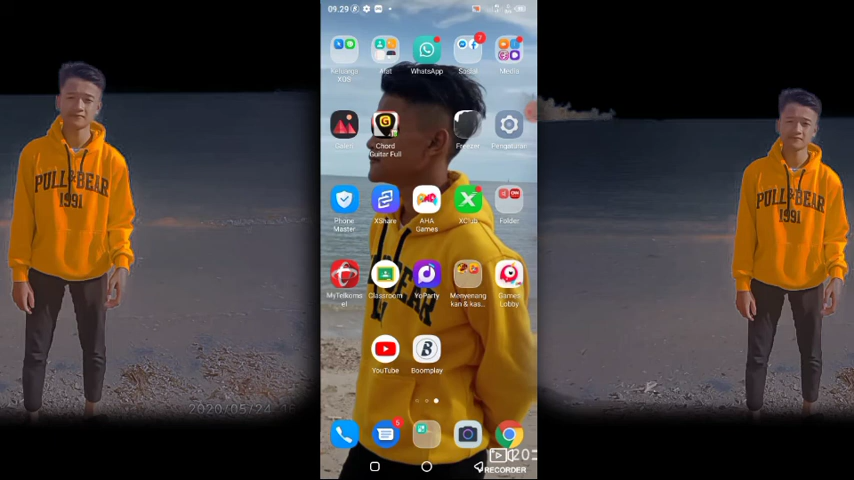 09.29
7
Keluarga XOS
Alat
WhatsApp
Sosial
Media
Galeri
Chord Guitar Full
Freezer
Pengaturan
Phone Master
XShare
AHA Games
XClub
Folder
MyTelkomsel
Classroom
YoParty
Menyenangkan & kas...
Games Lobby
YouTube
Boomplay
5
RECORDER
PULL&BEAR
1991
PULL&BEAR
1991
2020/05/24